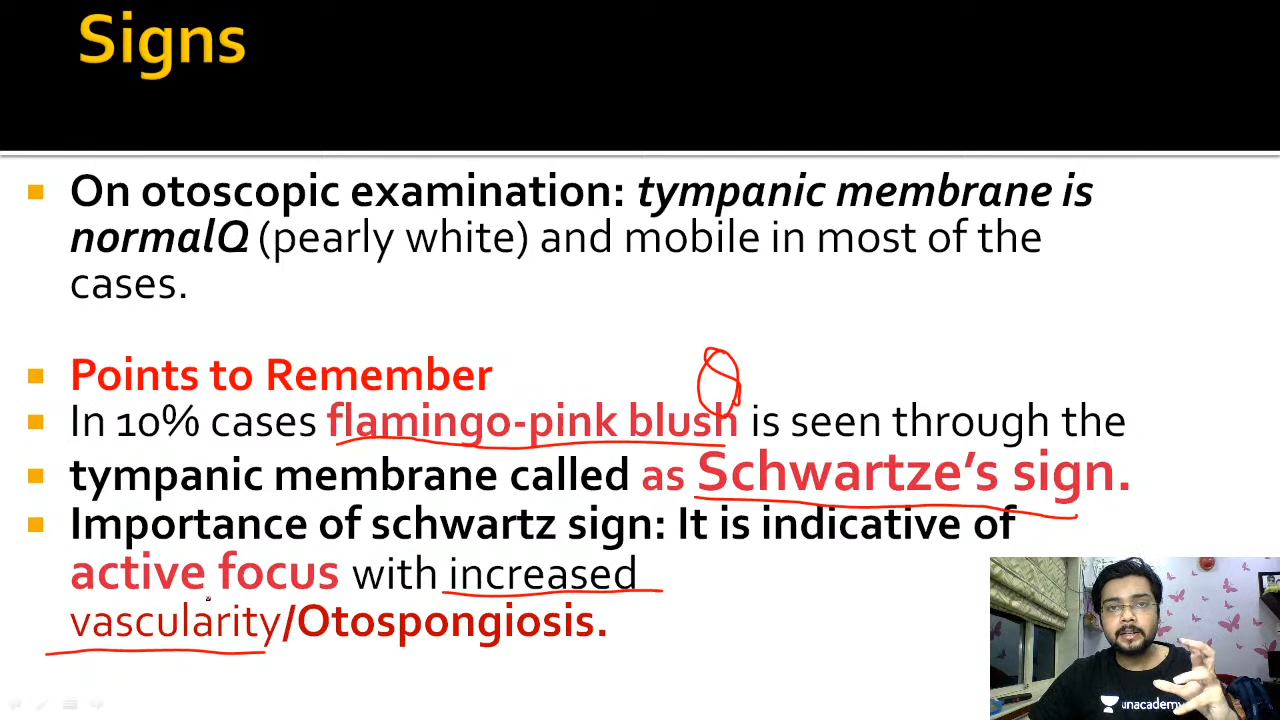 Signs
On otoscopic examination: tympanic membrane is
normalQ (pearly white) and mobile in most of the
cases.
Points to Remember
In 10% cases flamingo-pink blush is seen through the
tympanic membrane called as Schwartze's sign.
Importance of schwartz sign: It is indicative of
active focus with increased
vascularity/Otospongiosis.
unacademy